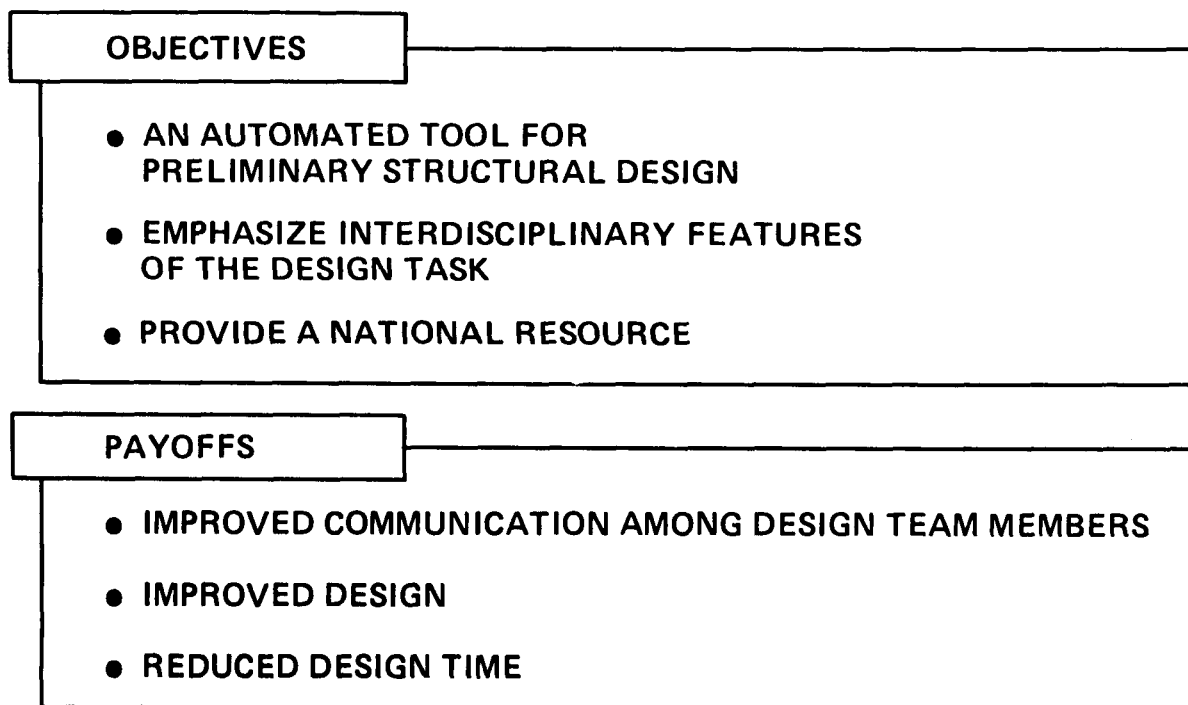 OBJECTIVES
● AN AUTOMATED TOOL FOR
PRELIMINARY STRUCTURAL DESIGN
● EMPHASIZE INTERDISCIPLINARY FEATURES
OF THE DESIGN TASK
● PROVIDE A NATIONAL RESOURCE
PAYOFFS
● IMPROVED COMMUNICATION AMONG DESIGN TEAM MEMBERS
● IMPROVED DESIGN
● REDUCED DESIGN TIME